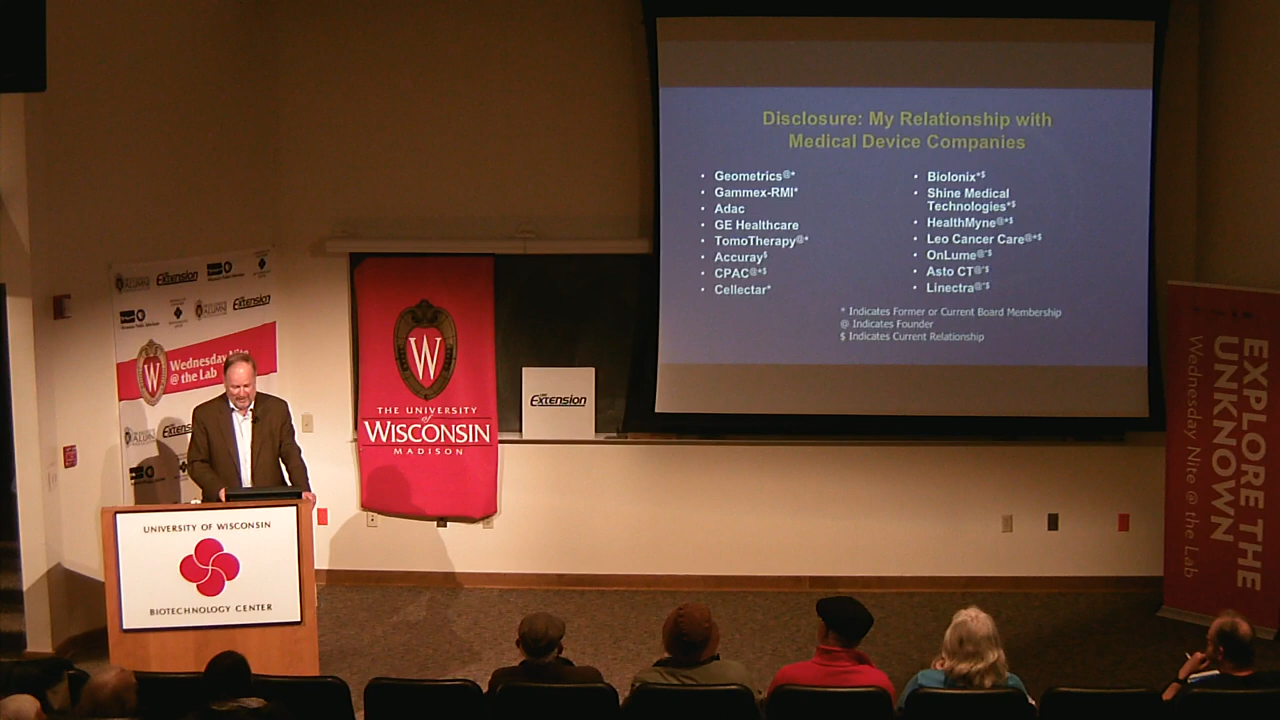 Disclosure: My Relationship with
Medical Device Companies
• Geometrics@*
• Gammex-RMI*
• Adac
• GE Healthcare
• TomoTherapy@*
• Accuray$
• CPAC@*$
• Cellectar*
• Biolonix*$
• Shine Medical
Technologies*$
• HealthMyne@*$
• Leo Cancer Care@*$
• OnLume@*$
• Asto CT@*$
• Linectra@*$
* Indicates Former or Current Board Membership
@ Indicates Founder
$ Indicates Current Relationship
Extension
Extension
Wednesday Nite
@ the Lab
W
THE UNIVERSITY
of
WISCONSIN
MADISON
Extension
UNIVERSITY OF WISCONSIN
BIOTECHNOLOGY CENTER
EXPLORE THE
UNKNOWN
Wednesday Nite @ the Lab